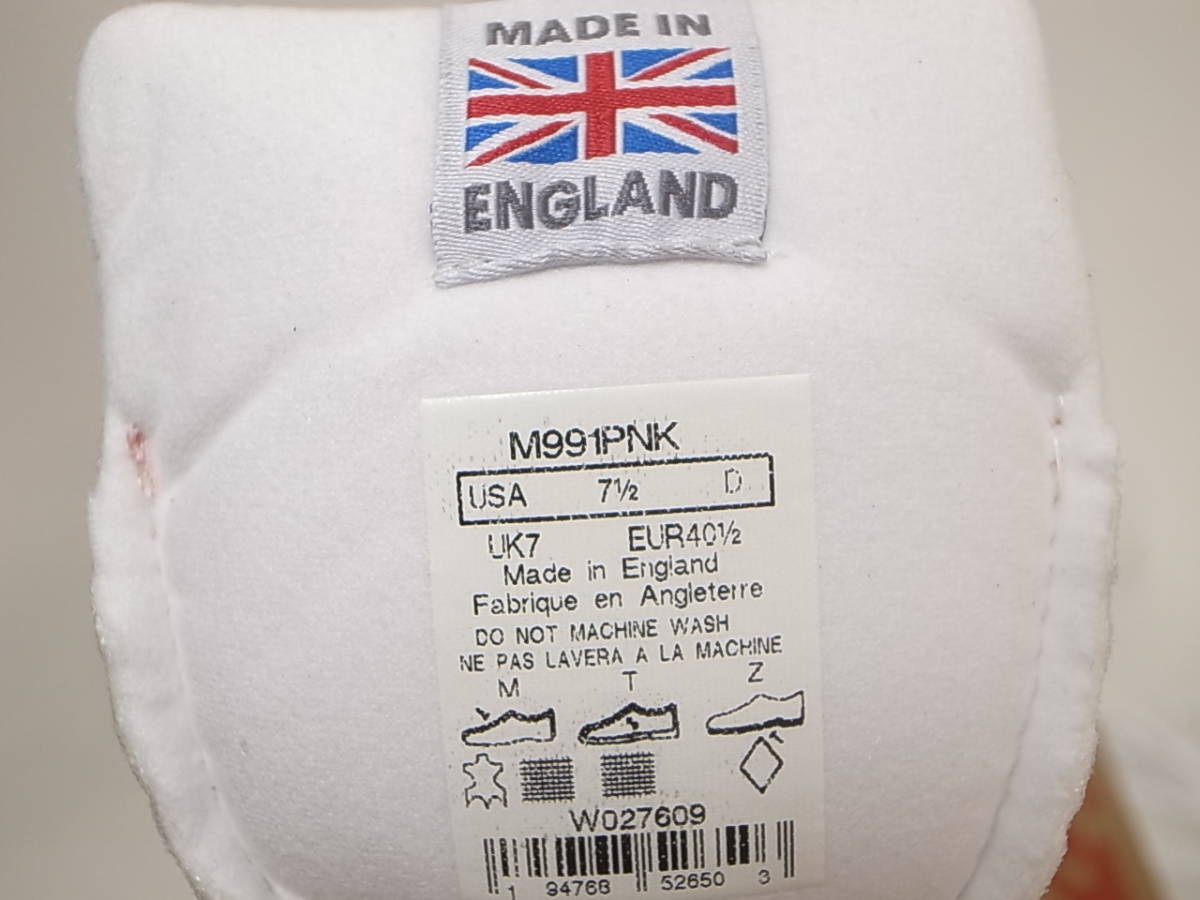 MADE IN
ENGLAND
M991PNK
USA 7½ D
UK7 EUR40½
Made in England
Fabrique en Angleterre
DO NOT MACHINE WASH
NE PAS LAVERA A LA MACHINE
M T Z
W027609
1 94768 52650 3